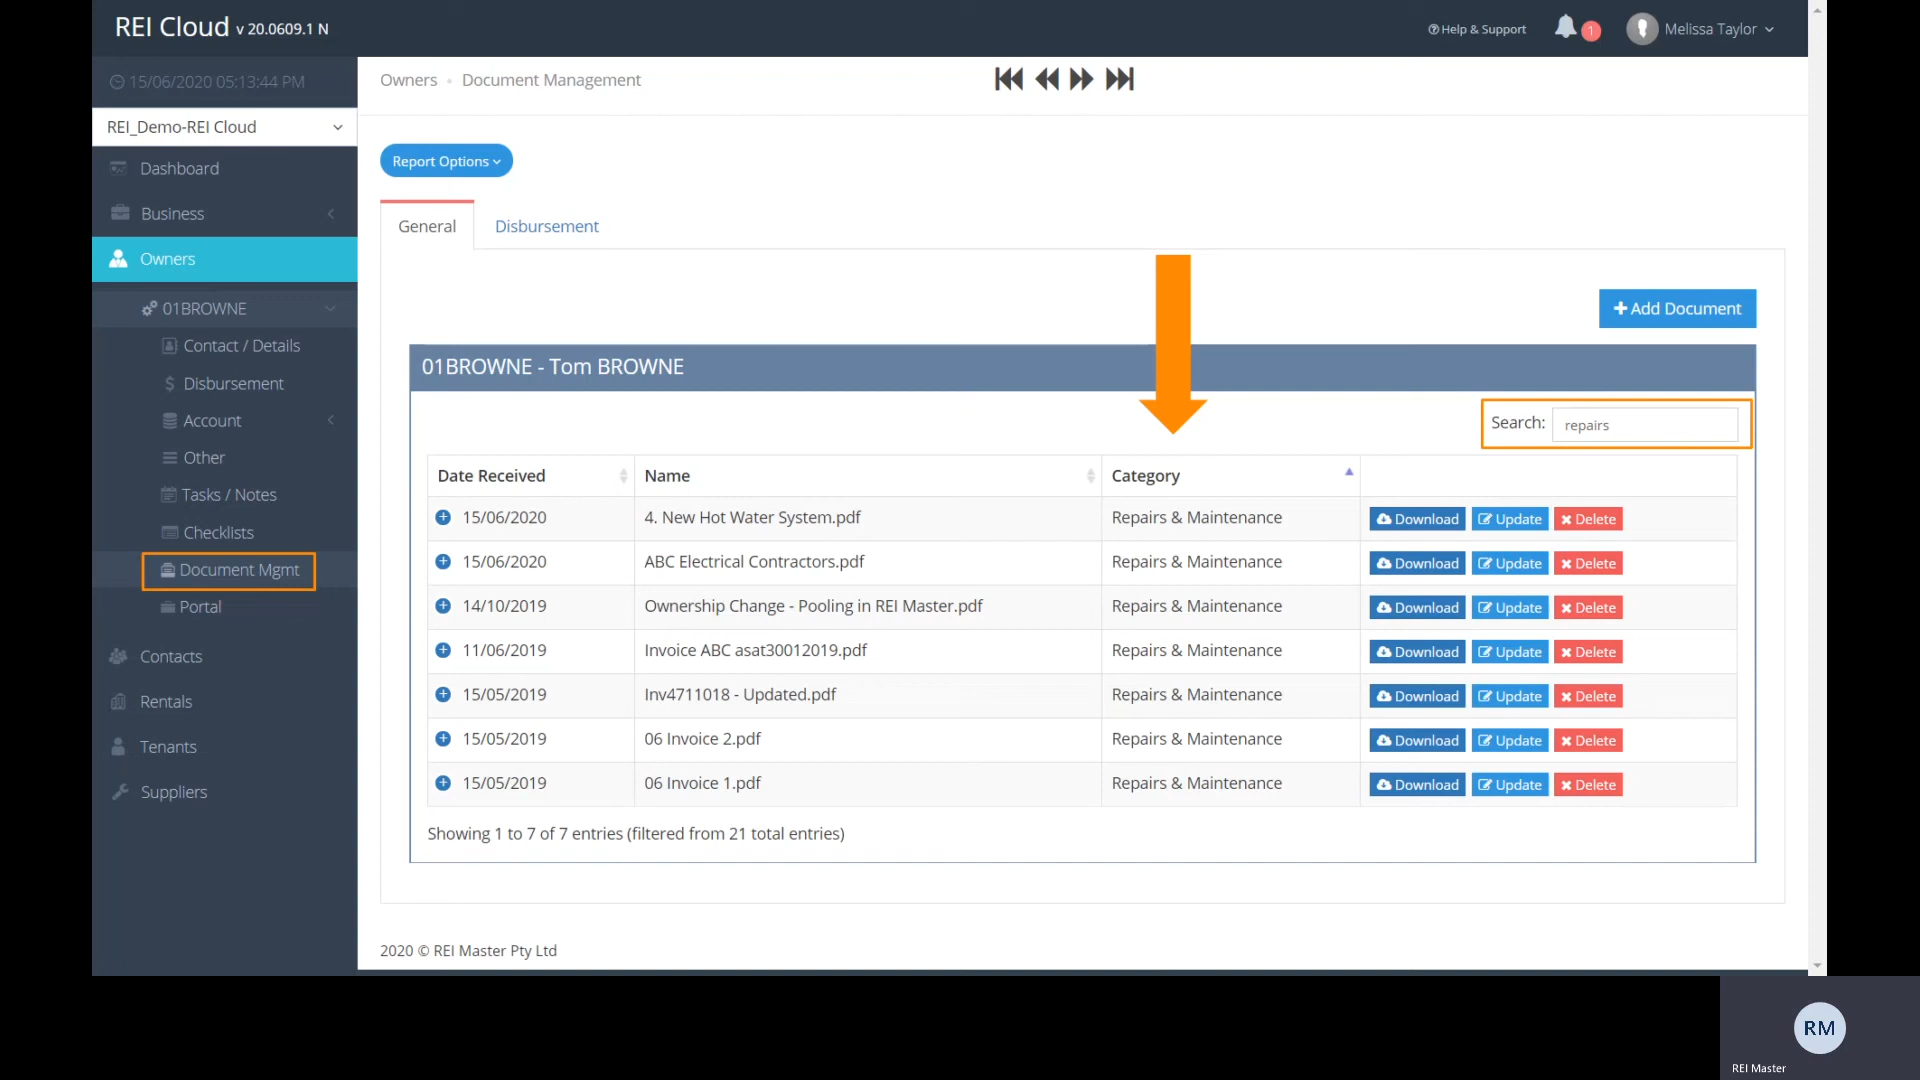 REI Cloud v 20.0609.1 N
Help & Support
1
Melissa Taylor
15/06/2020 05:13:44 PM
Owners • Document Management
REI_Demo-REI Cloud
Dashboard
Business
Owners
01BROWNE
Contact / Details
Disbursement
Account
Other
Tasks / Notes
Checklists
Document Mgmt
Portal
Contacts
Rentals
Tenants
Suppliers
Report Options
General Disbursement
Add Document
01BROWNE - Tom BROWNE
Search: repairs
Date Received Name Category
15/06/2020 4. New Hot Water System.pdf Repairs & Maintenance Download Update Delete
15/06/2020 ABC Electrical Contractors.pdf Repairs & Maintenance Download Update Delete
14/10/2019 Ownership Change - Pooling in REI Master.pdf Repairs & Maintenance Download Update Delete
11/06/2019 Invoice ABC asat30012019.pdf Repairs & Maintenance Download Update Delete
15/05/2019 Inv4711018 - Updated.pdf Repairs & Maintenance Download Update Delete
15/05/2019 06 Invoice 2.pdf Repairs & Maintenance Download Update Delete
15/05/2019 06 Invoice 1.pdf Repairs & Maintenance Download Update Delete
Showing 1 to 7 of 7 entries (filtered from 21 total entries)
2020 © REI Master Pty Ltd
RM
REI Master